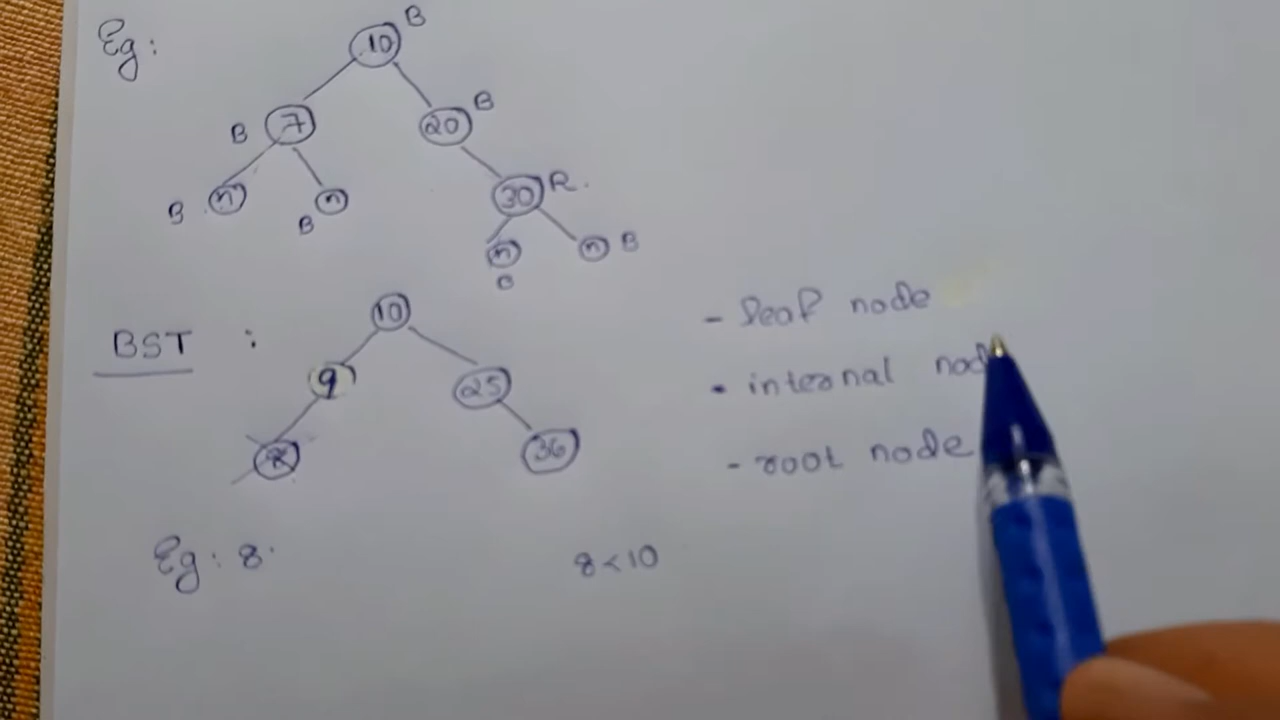 Eg:
10 B
B 7
20 B
B n
B n
30 R.
n B
n B
BST :
10
9
25
36
- leaf node
- internal nod
- root node
Eg: 8.
8<10